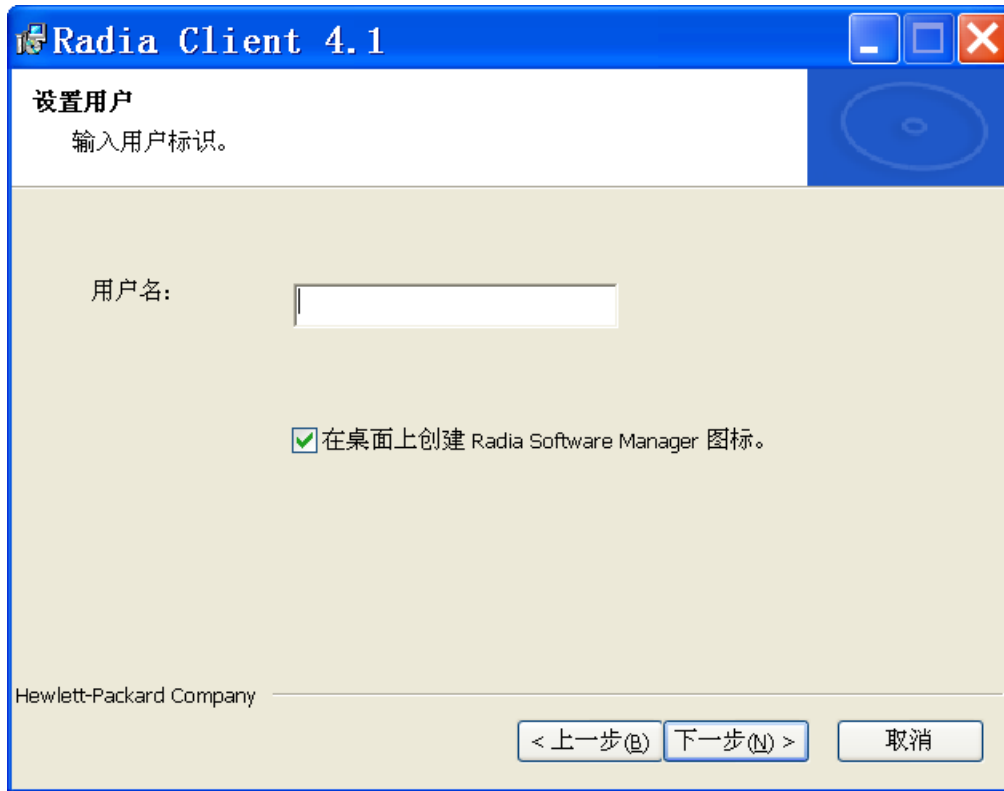 Radia Client 4.1
设置用户
输入用户标识。
用户名:
在桌面上创建 Radia Software Manager 图标。
Hewlett-Packard Company
< 上一步(B) 下一步(N) > 取消